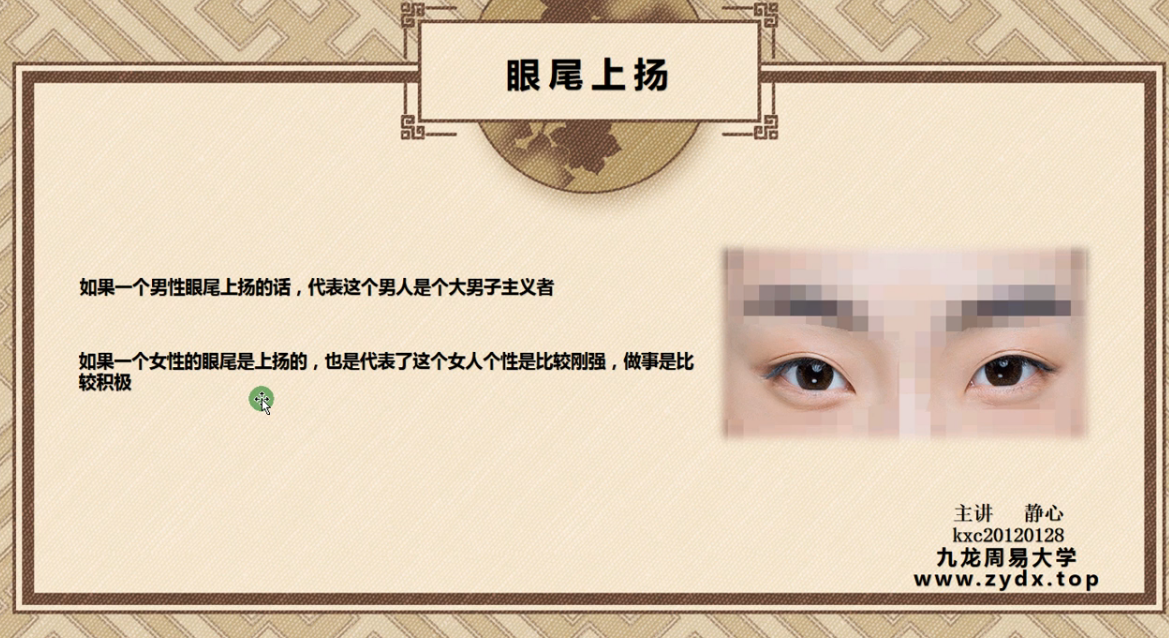 眼尾上扬
如果一个男性眼尾上扬的话，代表这个男人是个大男子主义者
如果一个女性的眼尾是上扬的，也是代表了这个女人个性是比较刚强，做事是比
较积极
主讲 静心
kxc20120128
九龙周易大学
www.zydx.top